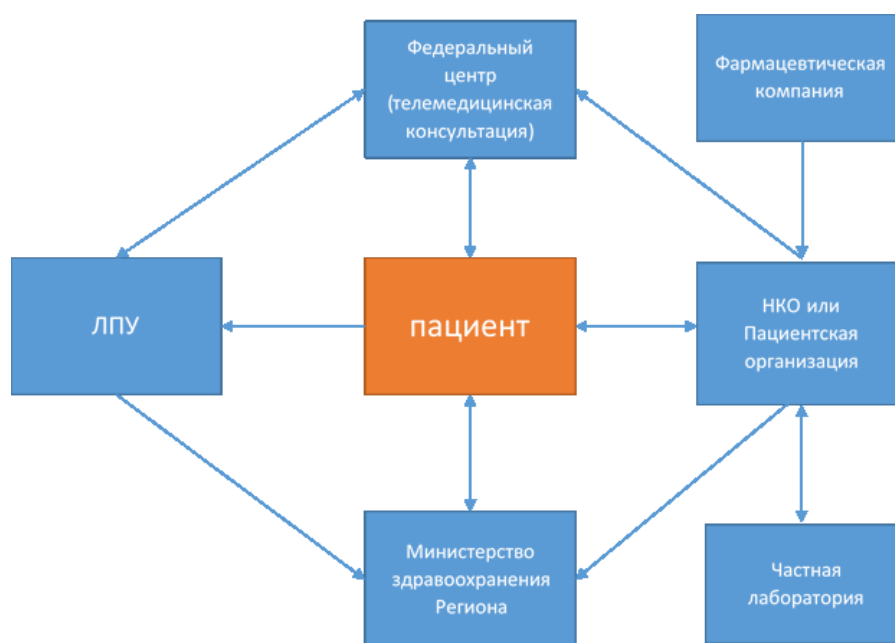 Федеральный
центр
(телемедицинская
консультация)
Фармацевтическая
компания
ЛПУ
пациент
НКО или
Пациентская
организация
Министерство
здравоохранения
Региона
Частная
лаборатория